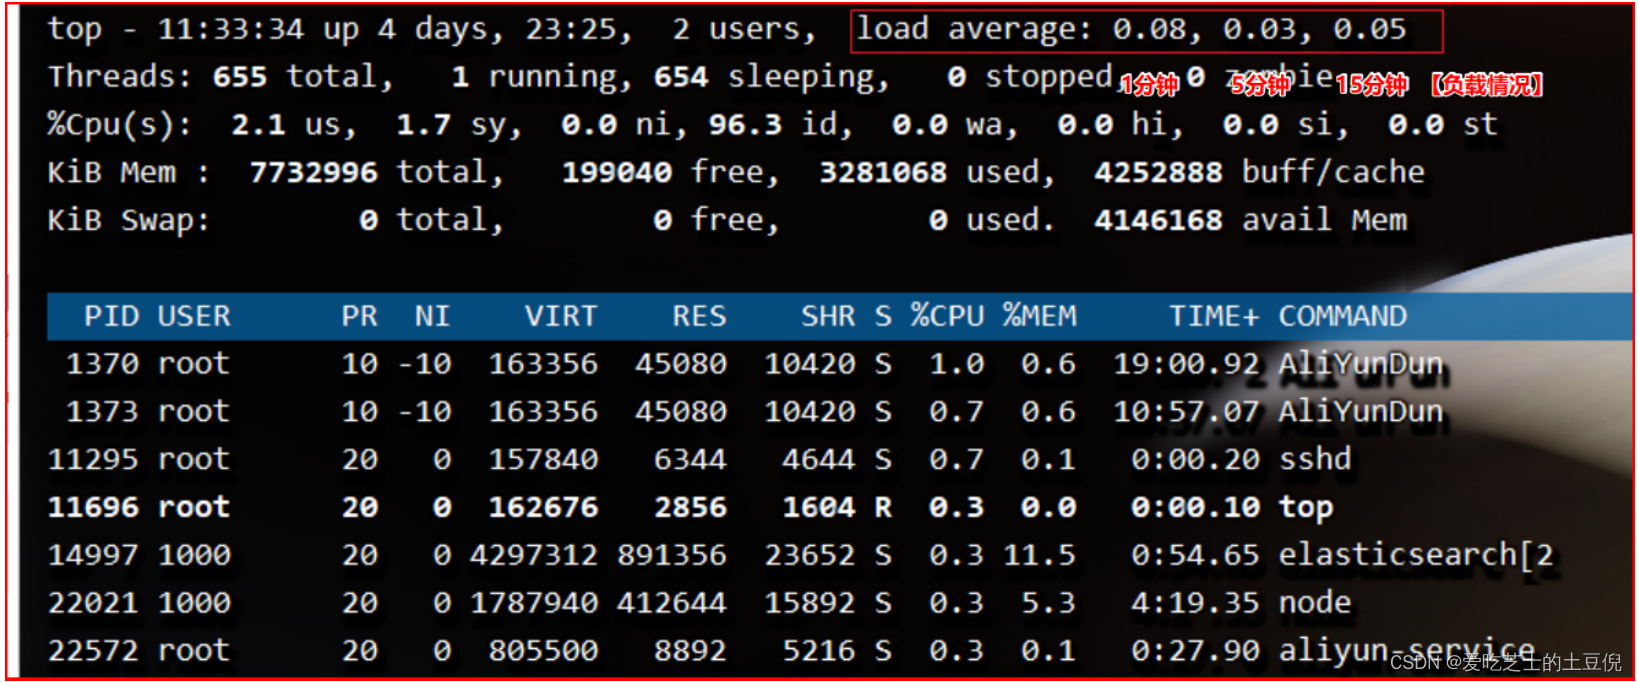 top - 11:33:34 up 4 days, 23:25,  2 users,  load average: 0.08, 0.03, 0.05
Threads: 655 total,   1 running, 654 sleeping,   0 stopped,   0 zombie
1分钟 5分钟 15分钟 【负载情况】
%Cpu(s):  2.1 us,  1.7 sy,  0.0 ni, 96.3 id,  0.0 wa,  0.0 hi,  0.0 si,  0.0 st
KiB Mem :  7732996 total,   199040 free,  3281068 used,  4252888 buff/cache
KiB Swap:        0 total,        0 free,        0 used.  4146168 avail Mem
PID USER      PR  NI    VIRT    RES    SHR S %CPU %MEM     TIME+ COMMAND
1370 root      10 -10  163356  45080  10420 S  1.0  0.6  19:00.92 AliYunDun
1373 root      10 -10  163356  45080  10420 S  0.7  0.6  10:57.07 AliYunDun
11295 root      20   0  157840   6344   4644 S  0.7  0.1   0:00.20 sshd
11696 root      20   0  162676   2856   1604 R  0.3  0.0   0:00.10 top
14997 1000      20   0 4297312 891356  23652 S  0.3 11.5   0:54.65 elasticsearch[2
22021 1000      20   0 1787940 412644  15892 S  0.3  5.3   4:19.35 node
22572 root      20   0  805500   8892   5216 S  0.3  0.1   0:27.90 aliyun-service
CSDN @爱吃芝士的土豆倪